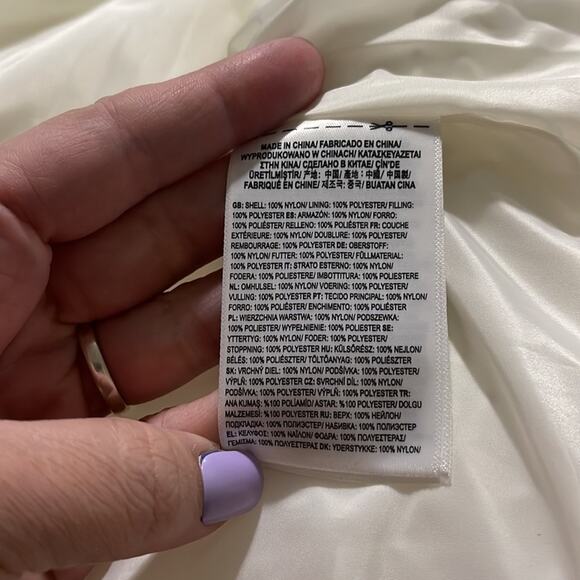 MADE IN CHINA/ FABRICADO EN CHINA/
WYPRODUKOWANO W CHINACH/ ΚΑΤΑΣΚΕΥΑΖΕΤΑΙ
ΣΤΗΝ ΚΙΝΑ/ СДЕЛАНО В КИТАЕ/ ÇİN'DE
ÜRETİLMİŞTİR/ 产地: 中国/ 產地: 中國/ 中国製/
FABRIQUÉ EN CHINE/ 제조국: 중국/ BUATAN CINA
GB: SHELL: 100% NYLON/ LINING: 100% POLYESTER/ FILLING:
100% POLYESTER ES: ARMAZÓN: 100% NYLON/ FORRO:
100% POLIÉSTER/ RELLENO: 100% POLIÉSTER FR: COUCHE
EXTÉRIEURE: 100% NYLON/ DOUBLURE: 100% POLYESTER/
REMBOURRAGE: 100% POLYESTER DE: OBERSTOFF:
100% NYLON/ FUTTER: 100% POLYESTER/ FÜLLMATERIAL:
100% POLYESTER IT: STRATO ESTERNO: 100% NYLON/
FODERA: 100% POLIESTERE/ IMBOTTITURA: 100% POLIESTERE
NL: OMHULSEL: 100% NYLON/ VOERING: 100% POLYESTER/
VULLING: 100% POLYESTER PT: TECIDO PRINCIPAL: 100% NYLON/
FORRO: 100% POLIÉSTER/ ENCHIMENTO: 100% POLIÉSTER
PL: WIERZCHNIA WARSTWA: 100% NYLON/ PODSZEWKA:
100% POLIESTER/ WYPEŁNIENIE: 100% POLIESTER SE:
YTTERTYG: 100% NYLON/ FODER: 100% POLYESTER/
STOPPNING: 100% POLYESTER HU: KÜLSŐRÉSZ: 100% NEJLON/
BÉLÉS: 100% POLIÉSZTER/ TÖLTŐANYAG: 100% POLIÉSZTER
SK: VRCHNÝ DIEL: 100% NYLON/ PODŠÍVKA: 100% POLYESTER/
VÝPLŇ: 100% POLYESTER CZ: SVRCHNÍ DÍL: 100% NYLON/
PODŠÍVKA: 100% POLYESTER/ VÝPLŇ: 100% POLYESTER TR:
ANA KUMAŞ: %100 POLİAMİD/ ASTAR: %100 POLYESTER/ DOLGU
MALZEMESİ: %100 POLYESTER RU: ВЕРХ: 100% НЕЙЛОН/
ПОДКЛАДКА: 100% ПОЛИЭСТЕР/ НАБИВКА: 100% ПОЛИЭСТЕР
EL: ΚΕΛΥΦΟΣ: 100% ΝΑΪΛΟΝ/ ΦΟΔΡΑ: 100% ΠΟΛΥΕΣΤΕΡΑΣ/
ΓΕΜΙΣΜΑ: 100% ΠΟΛΥΕΣΤΕΡΑΣ DK: YDERSTYKKE: 100% NYLON/